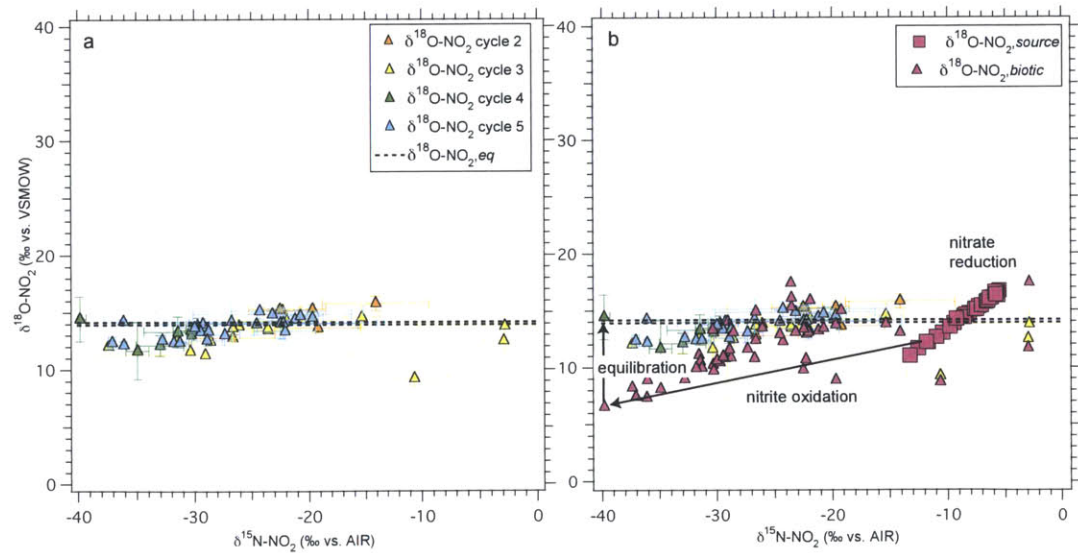 a
δ18O-NO2 cycle 2
δ18O-NO2 cycle 3
δ18O-NO2 cycle 4
δ18O-NO2 cycle 5
δ18O-NO2,eq
40
30
20
10
0
δ18O-NO2 (‰ vs. VSMOW)
-40 -30 -20 -10 0
δ15N-NO2 (‰ vs. AIR)
b
δ18O-NO2,source
δ18O-NO2,biotic
nitrate
reduction
equilibration
nitrite oxidation
40
30
20
10
0
-40 -30 -20 -10 0
δ15N-NO2 (‰ vs. AIR)